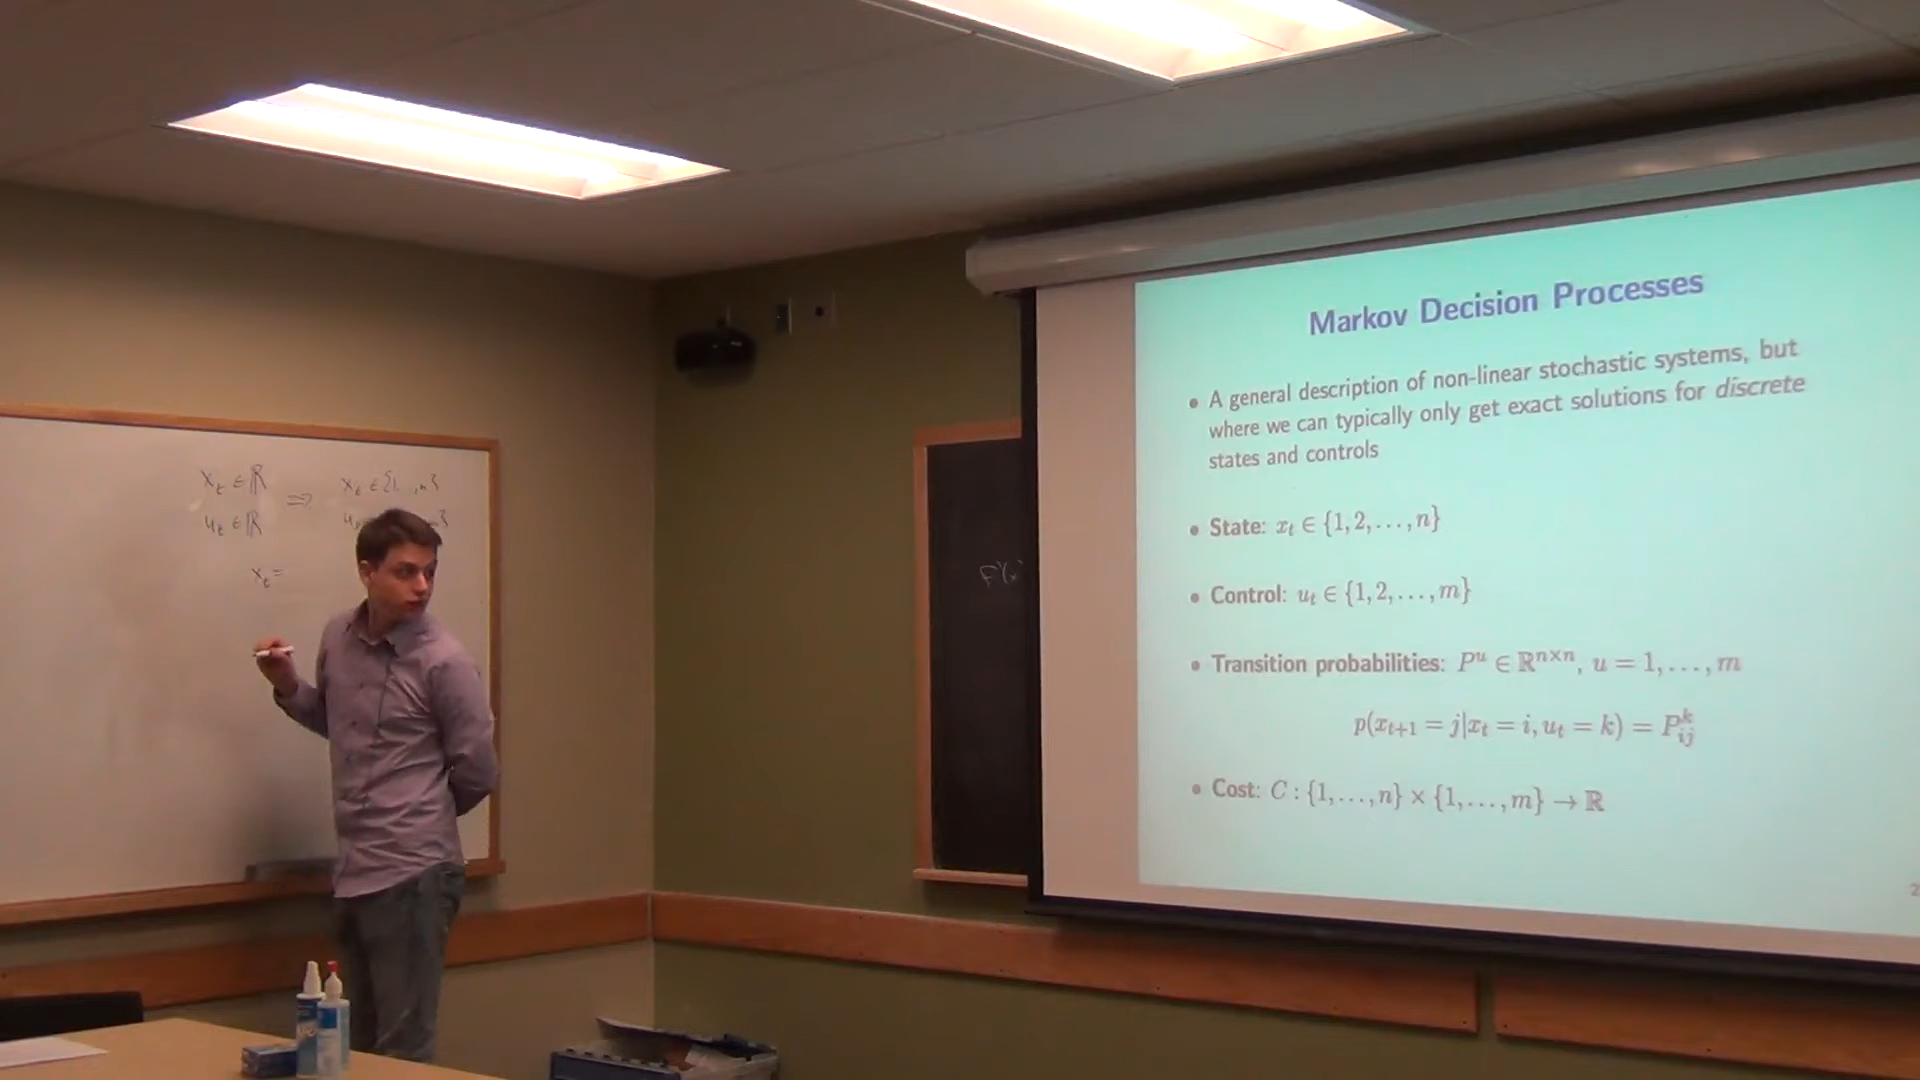 x_t ∈ ℝ ⇒ x_t ∈ {1.. ,n}
u_t ∈ ℝ
x_t =
F'(x
Markov Decision Processes
• A general description of non-linear stochastic systems, but
where we can typically only get exact solutions for discrete
states and controls
• State: x_t ∈ {1, 2, . . . , n}
• Control: u_t ∈ {1, 2, . . . , m}
• Transition probabilities: P^u ∈ ℝ^{n×n}, u = 1, . . . , m
p(x_{t+1} = j|x_t = i, u_t = k) = P^k_{ij}
• Cost: C : {1, . . . , n} × {1, . . . , m} → ℝ